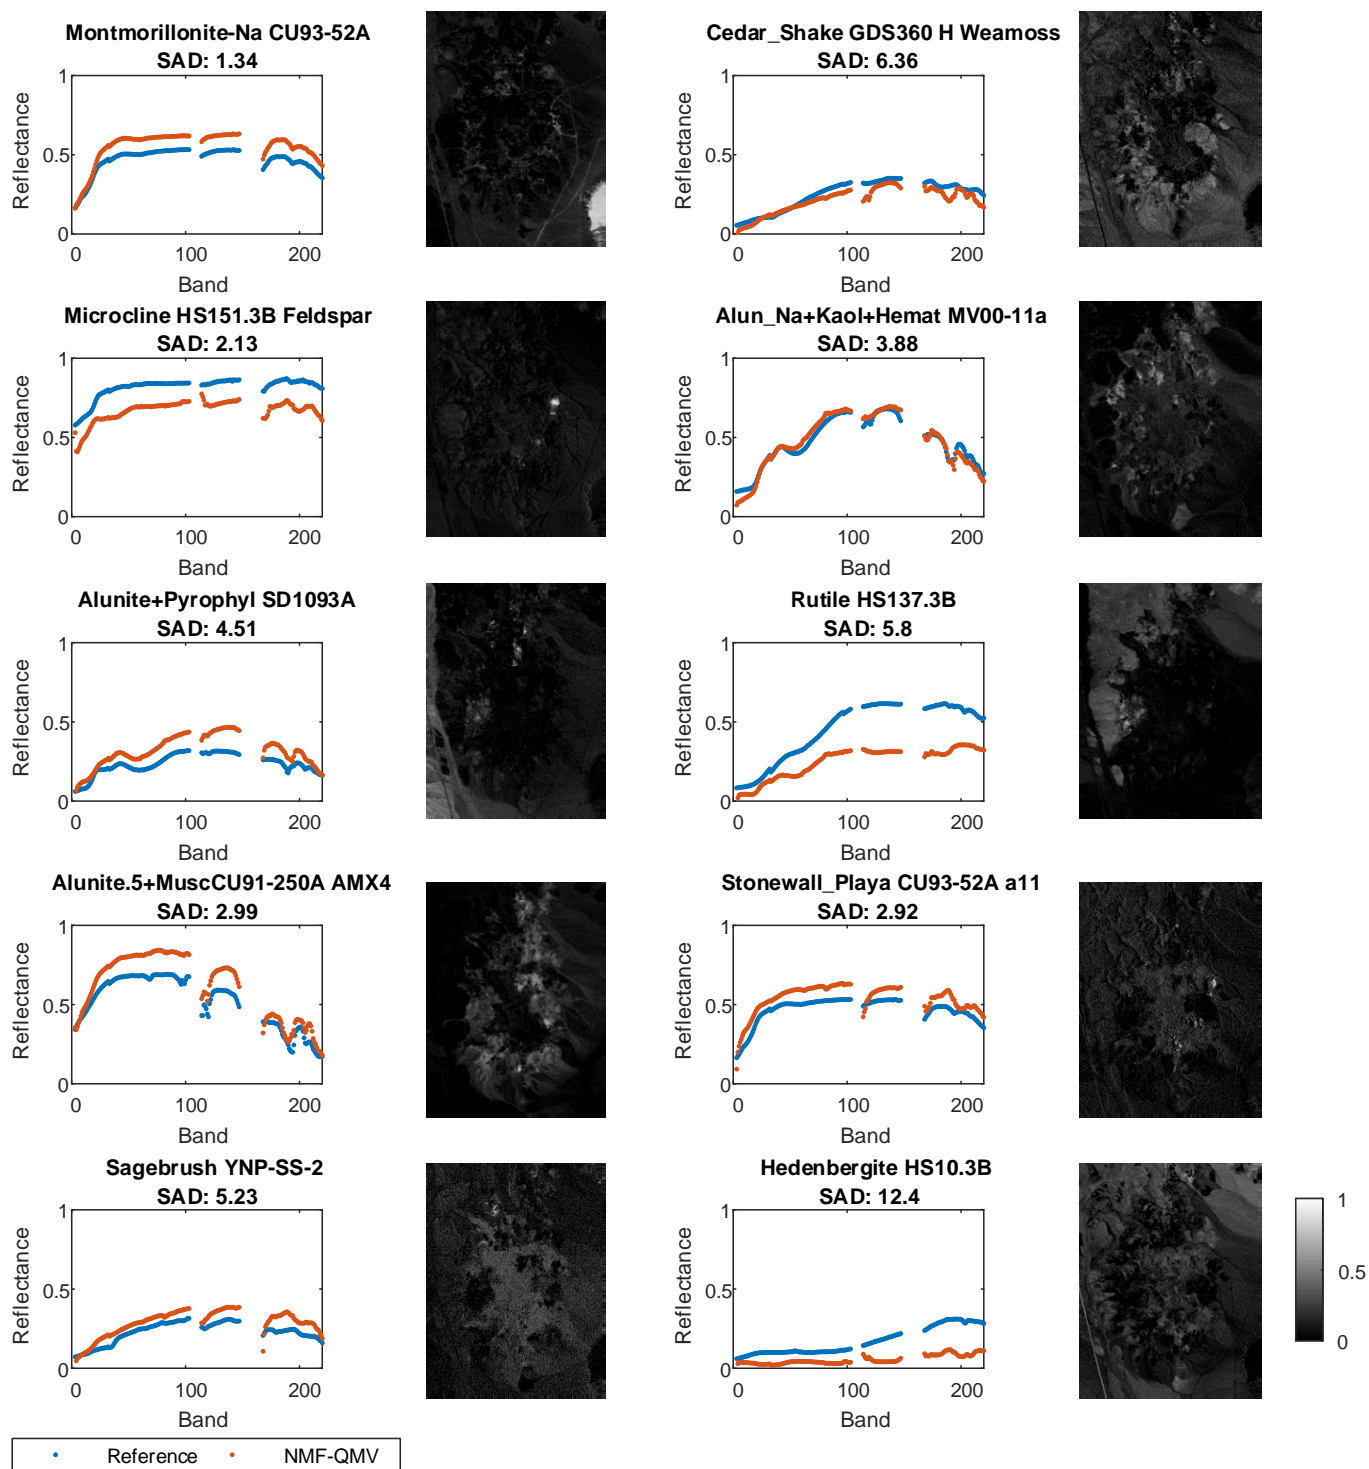 Montmorillonite-Na CU93-52A
SAD: 1.34
1
0.5
0
Reflectance
0 100 200
Band
Cedar_Shake GDS360 H Weamoss
SAD: 6.36
1
0.5
0
Reflectance
0 100 200
Band
Microcline HS151.3B Feldspar
SAD: 2.13
1
0.5
0
Reflectance
0 100 200
Band
Alun_Na+Kaol+Hemat MV00-11a
SAD: 3.88
1
0.5
0
Reflectance
0 100 200
Band
Alunite+Pyrophyl SD1093A
SAD: 4.51
1
0.5
0
Reflectance
0 100 200
Band
Rutile HS137.3B
SAD: 5.8
1
0.5
0
Reflectance
0 100 200
Band
Alunite.5+MuscCU91-250A AMX4
SAD: 2.99
1
0.5
0
Reflectance
0 100 200
Band
Stonewall_Playa CU93-52A a11
SAD: 2.92
1
0.5
0
Reflectance
0 100 200
Band
Sagebrush YNP-SS-2
SAD: 5.23
1
0.5
0
Reflectance
0 100 200
Band
Hedenbergite HS10.3B
SAD: 12.4
1
0.5
0
Reflectance
0 100 200
Band
1
0.5
0
Reference NMF-QMV